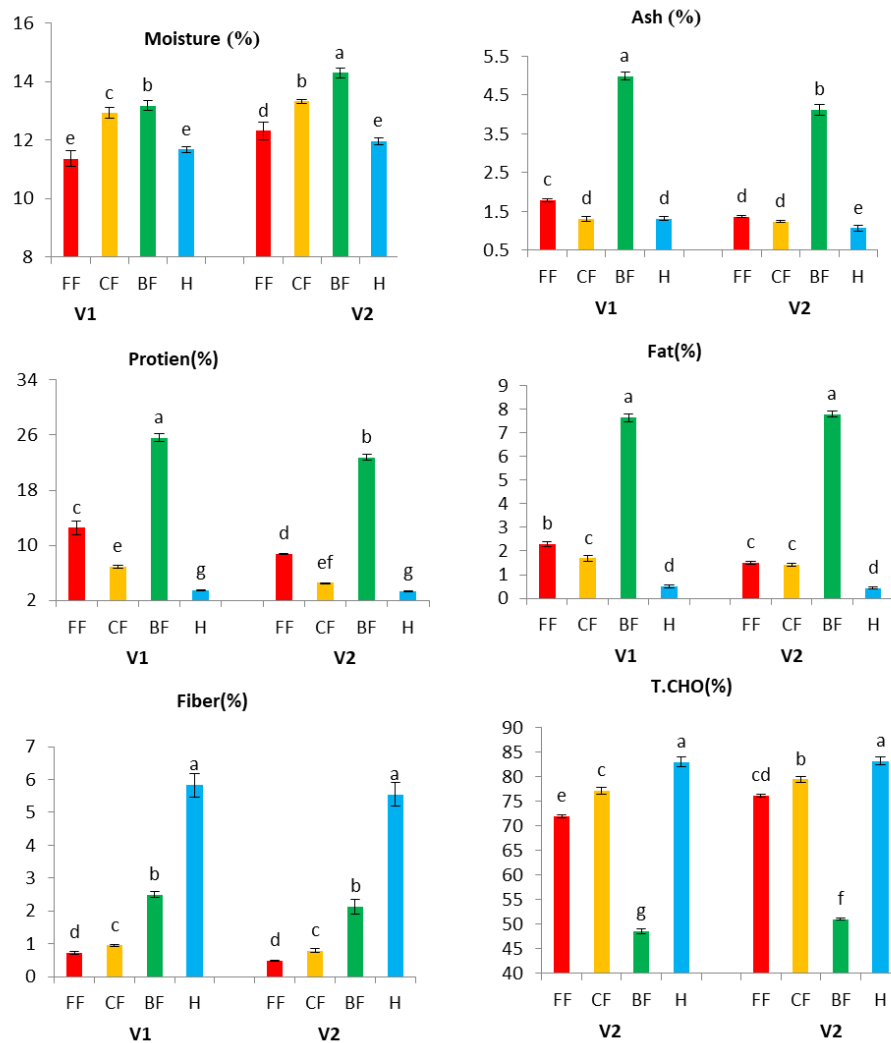 Moisture (%)
16
14
12
10
8
e
c
b
e
d
b
a
e
FF CF BF H FF CF BF H
V1 V2
Ash (%)
5.5
4.5
3.5
2.5
1.5
0.5
c
d
a
d
d
d
b
e
FF CF BF H FF CF BF H
V1 V2
Protien(%)
34
26
18
10
2
c
e
a
g
d
ef
b
g
FF CF BF H FF CF BF H
V1 V2
Fat(%)
9
8
7
6
5
4
3
2
1
0
b
c
a
d
c
c
a
d
FF CF BF H FF CF BF H
V1 V2
Fiber(%)
7
6
5
4
3
2
1
0
d
c
b
a
d
c
b
a
FF CF BF H FF CF BF H
V1 V2
T.CHO(%)
90
85
80
75
70
65
60
55
50
45
40
e
c
g
a
cd
b
f
a
FF CF BF H FF CF BF H
V2 V2